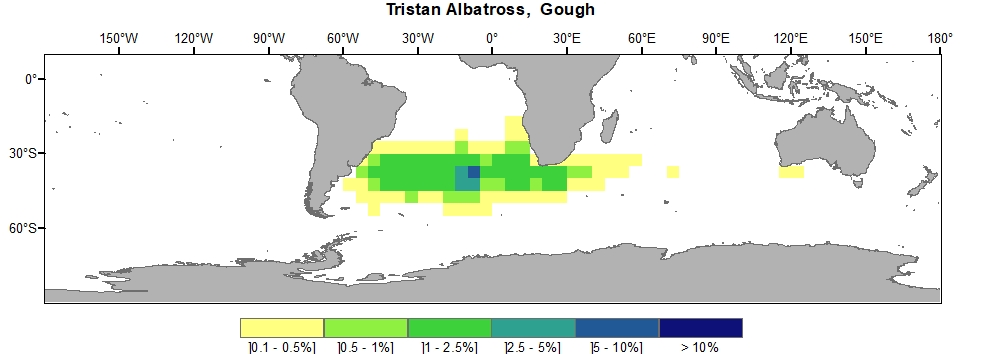 Tristan Albatross,  Gough
150°W 120°W 90°W 60°W 30°W 0° 30°E 60°E 90°E 120°E 150°E 180°
0°
30°S
60°S
]0.1 - 0.5%] ]0.5 - 1%] ]1 - 2.5%] ]2.5 - 5%] ]5 - 10%] > 10%